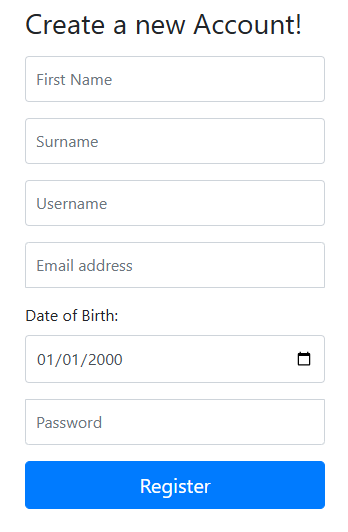 Create a new Account!
First Name
Surname
Username
Email address
Date of Birth:
01/01/2000
Password
Register